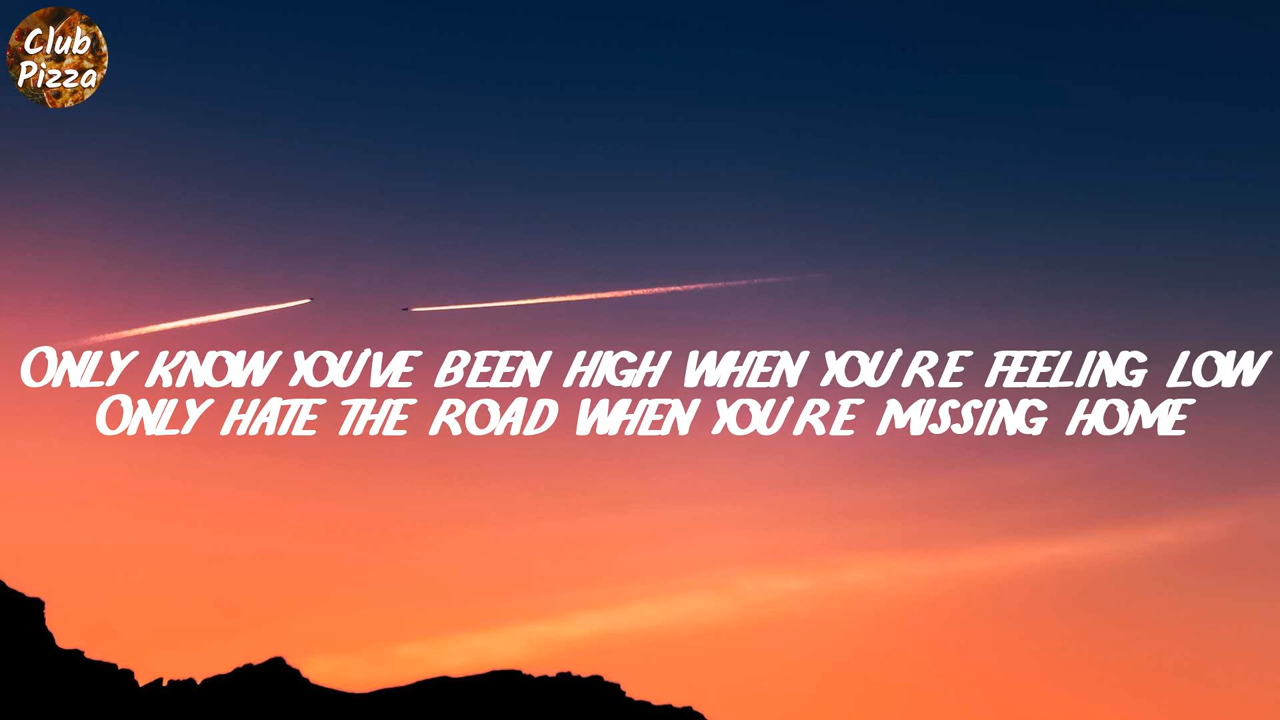 Club
Pizza
ONLY KNOW YOU'VE BEEN HIGH WHEN YOU'RE FEELING LOW
ONLY HATE THE ROAD WHEN YOU'RE MISSING HOME